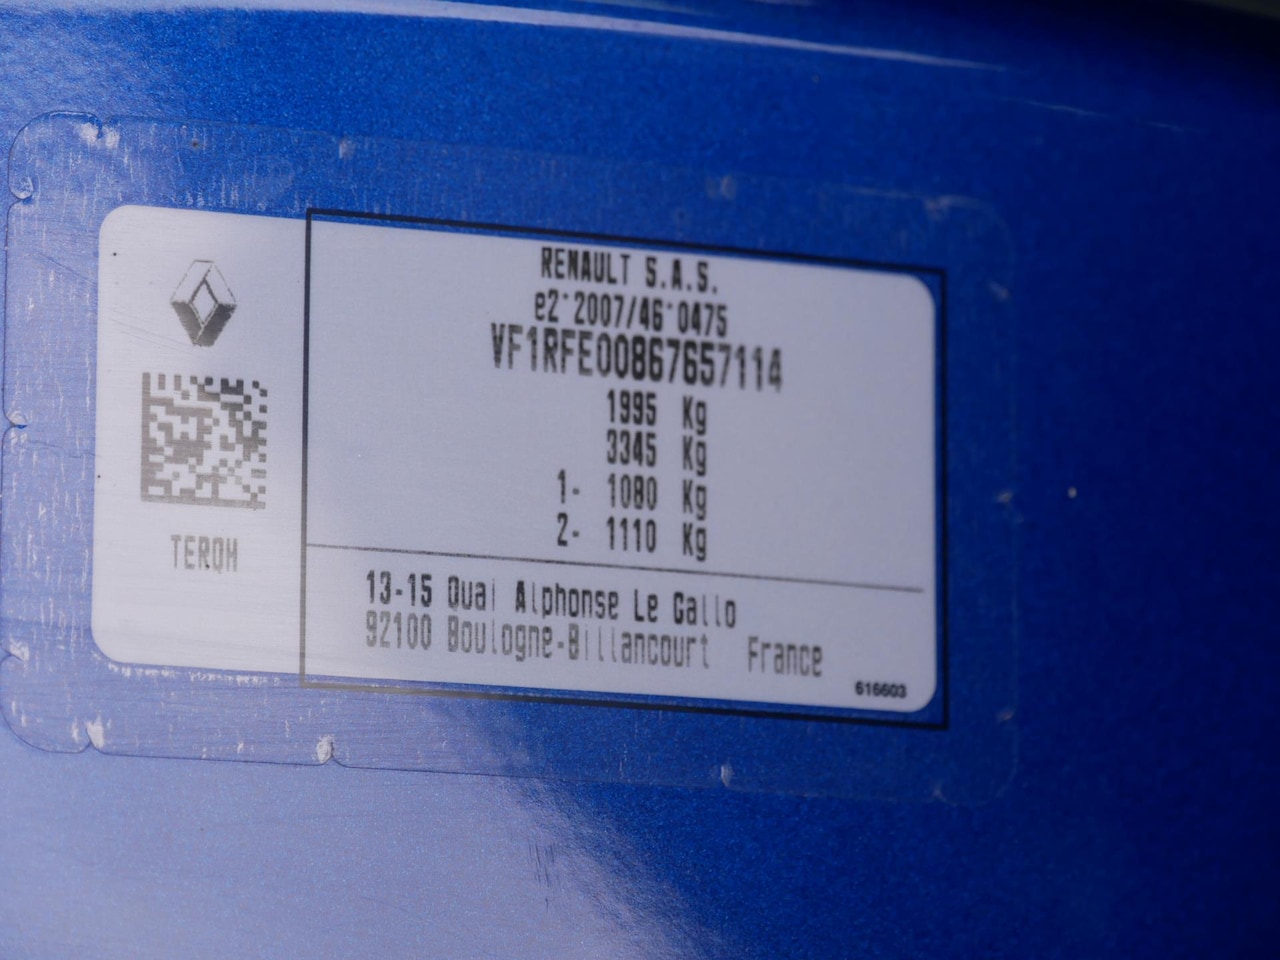 RENAULT S.A.S.
e2*2007/46*0475
VF1RFE00867657114
1995 Kg
3345 Kg
1- 1080 Kg
2- 1110 Kg
TERQH
13-15 Quai Alphonse Le Gallo
92100 Boulogne-Billancourt France
616603